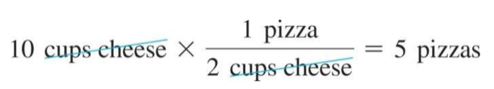 10 cups cheese × 1 pizza / 2 cups cheese = 5 pizzas